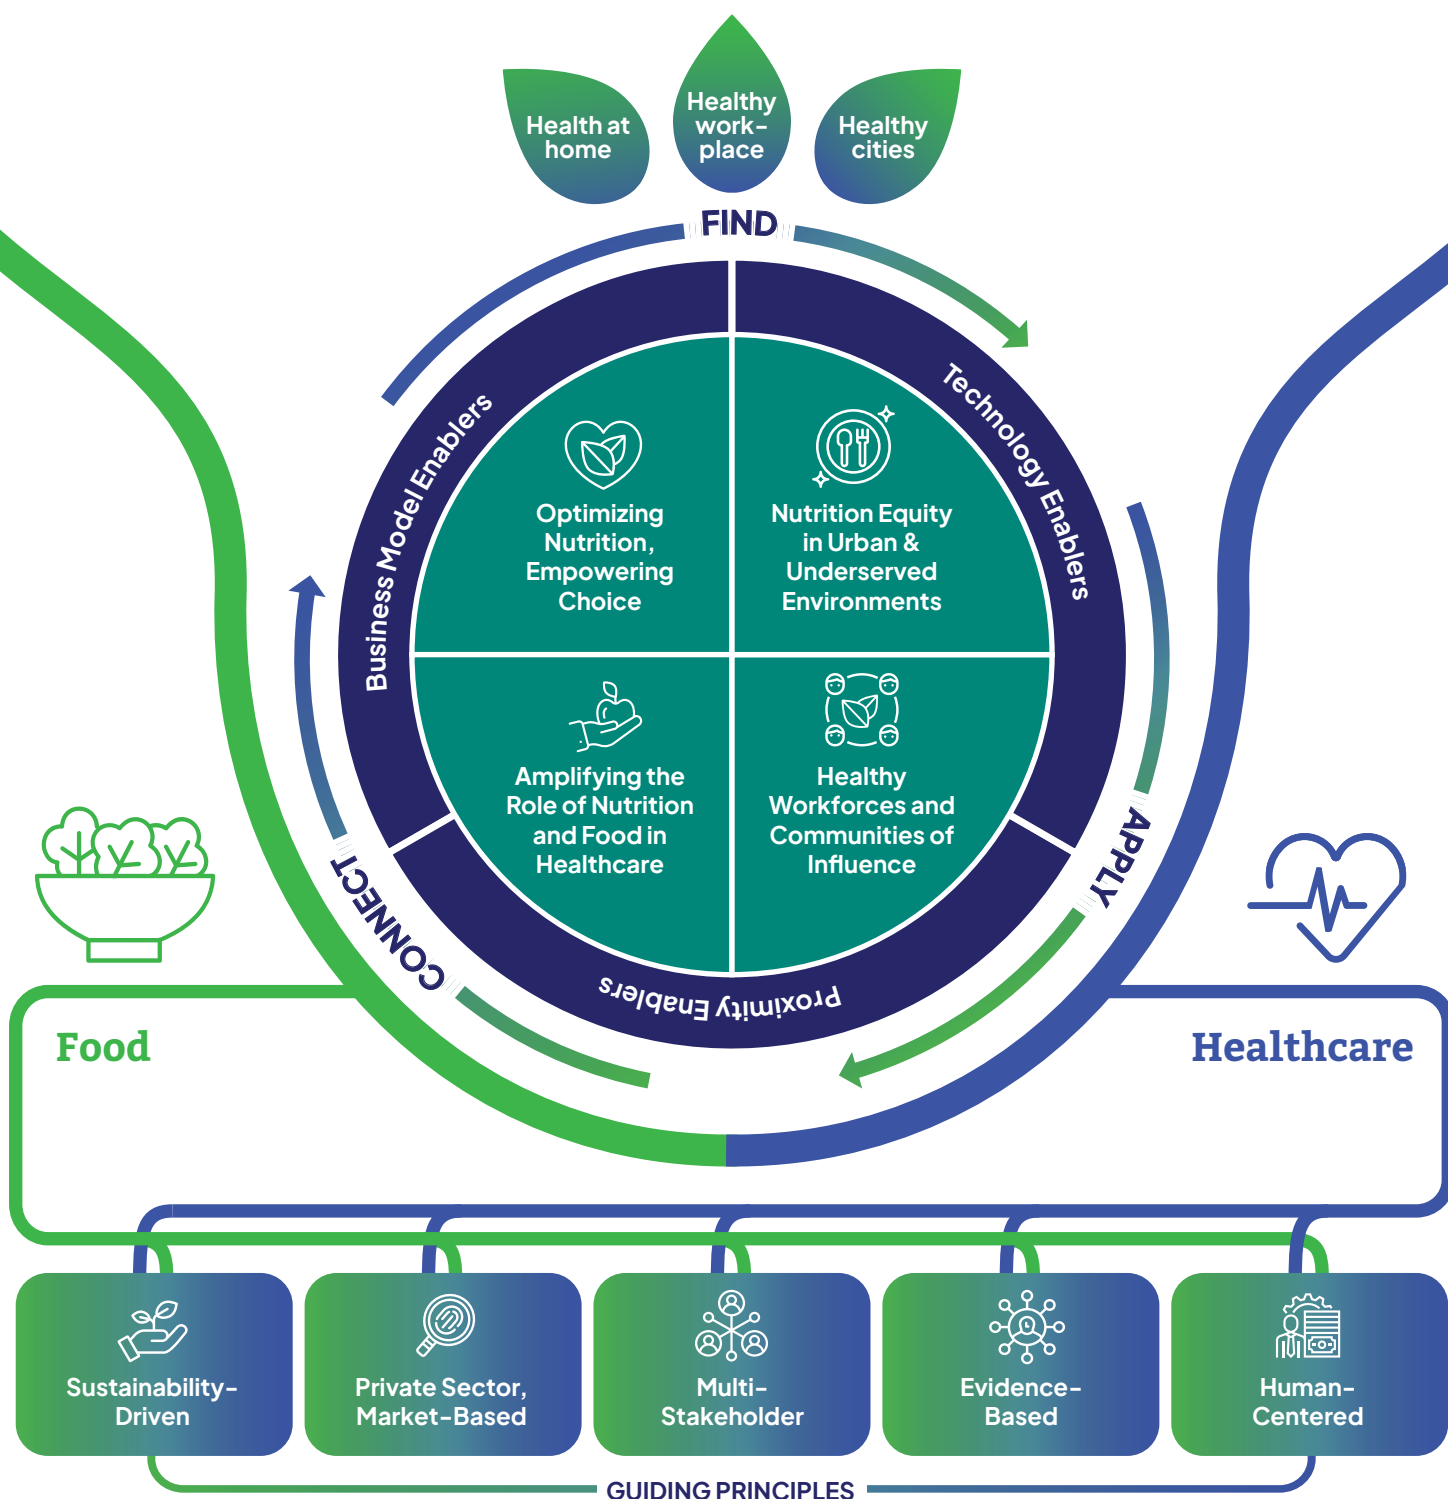 Health at
home
Healthy
work-
place
Healthy
cities
FIND
Business Model Enablers
Technology Enablers
Optimizing
Nutrition,
Empowering
Choice
Nutrition Equity
in Urban &
Underserved
Environments
Amplifying the
Role of Nutrition
and Food in
Healthcare
Healthy
Workforces and
Communities of
Influence
APPLY
CONNECT
Proximity Enablers
Food
Healthcare
Sustainability-
Driven
Private Sector,
Market-Based
Multi-
Stakeholder
Evidence-
Based
Human-
Centered
GUIDING PRINCIPLES